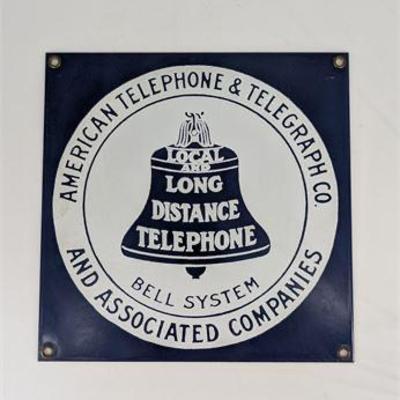 AMERICAN TELEPHONE & TELEGRAPH CO.
LOCAL
AND
LONG
DISTANCE
TELEPHONE
BELL SYSTEM
AND ASSOCIATED COMPANIES